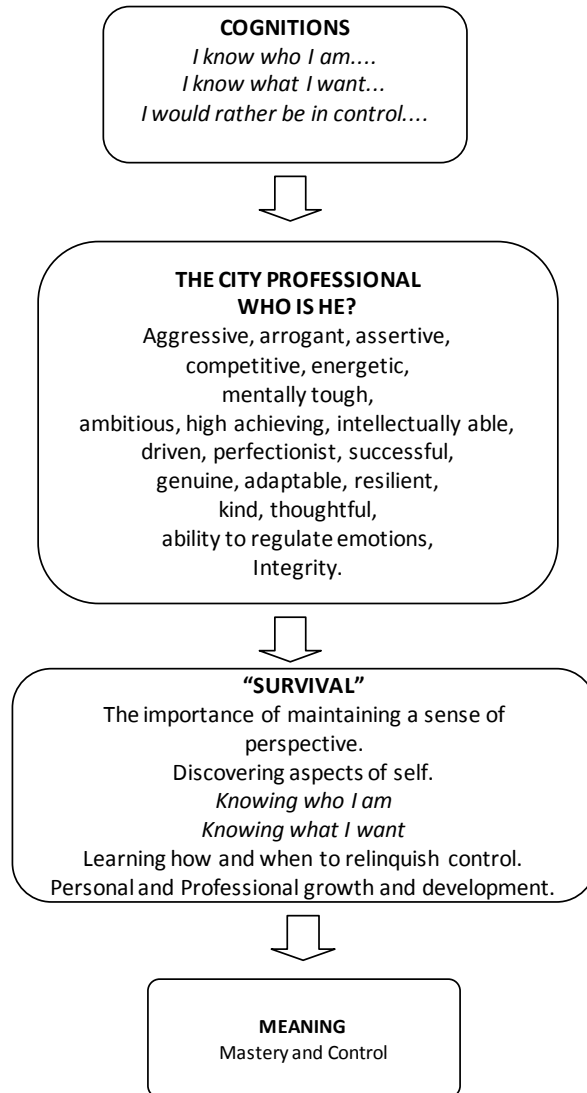 COGNITIONS
I know who I am....
I know what I want...
I would rather be in control....
THE CITY PROFESSIONAL
WHO IS HE?
Aggressive, arrogant, assertive,
competitive, energetic,
mentally tough,
ambitious, high achieving, intellectually able,
driven, perfectionist, successful,
genuine, adaptable, resilient,
kind, thoughtful,
ability to regulate emotions,
Integrity.
“SURVIVAL”
The importance of maintaining a sense of
perspective.
Discovering aspects of self.
Knowing who I am
Knowing what I want
Learning how and when to relinquish control.
Personal and Professional growth and development.
MEANING
Mastery and Control